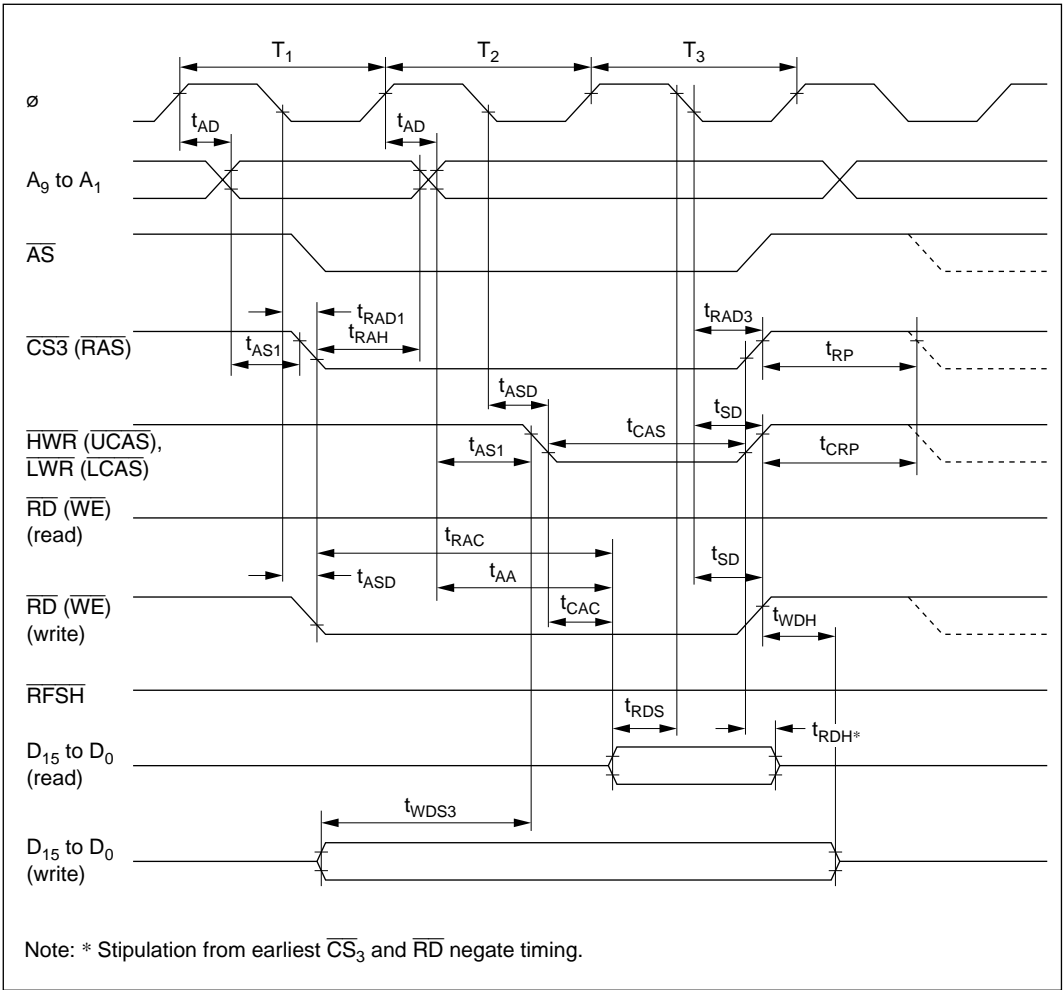 T1 T2 T3
ø
tAD tAD
A9 to A1
AS
tRAD1 tRAD3
CS3 (RAS) tAS1 tRAH tRP
tASD tSD
HWR (UCAS), tCAS
LWR (LCAS) tAS1 tCRP
RD (WE)
(read)
tRAC tSD
tASD tAA
RD (WE) tCAC
(write) tWDH
RFSH
tRDS
D15 to D0 tRDH*
(read)
tWDS3
D15 to D0
(write)
Note: * Stipulation from earliest CS3 and RD negate timing.